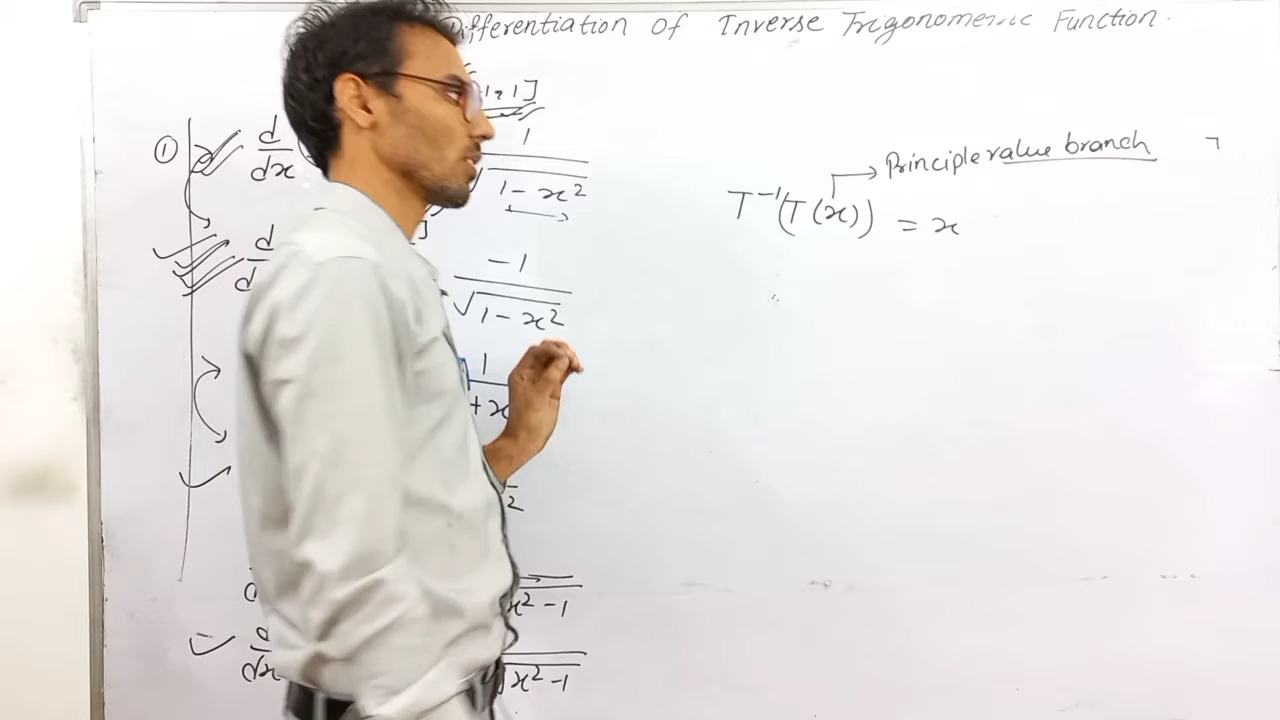 Differentiation of Inverse Trigonometric Function.
1, 1]
① d/dx 1/√(1-x²)
]
d/d -1/√(1-x²)
1/+x
2
x²-1
d/dx √x²-1
Principle value branch
T⁻¹(T(x)) = x